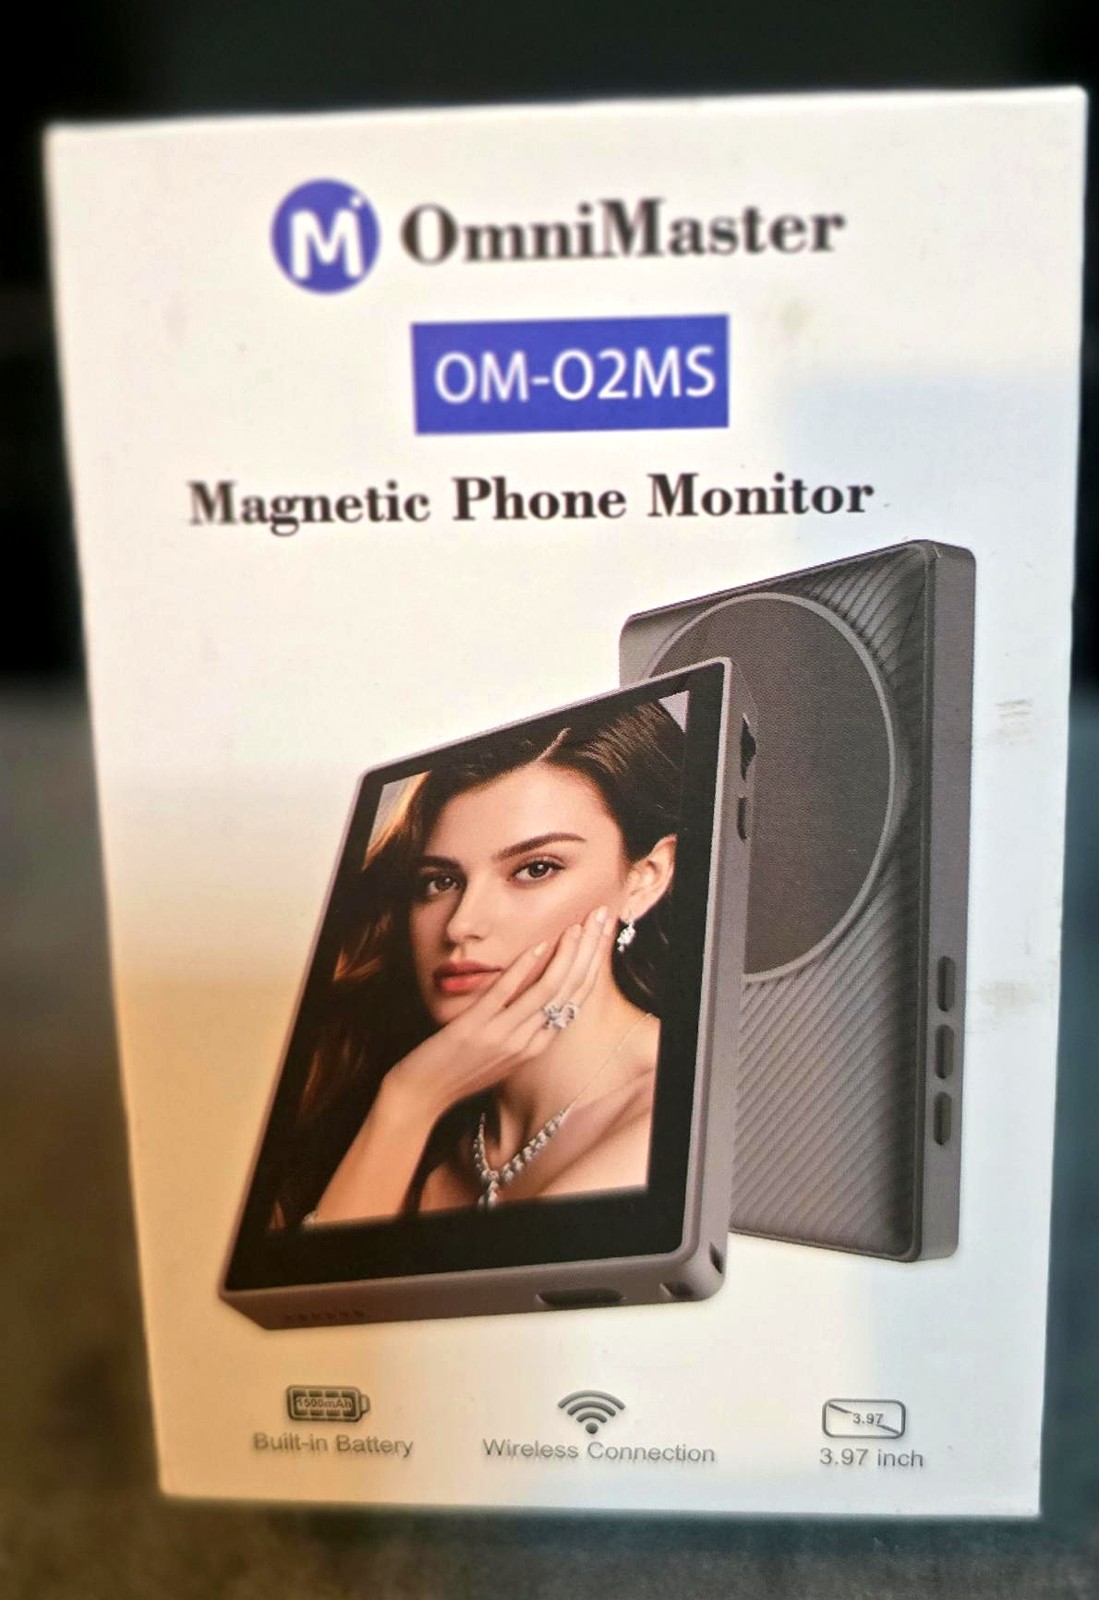 M OmniMaster
OM-O2MS
Magnetic Phone Monitor
1500mAh
3.97
Built-in Battery
Wireless Connection
3.97 inch